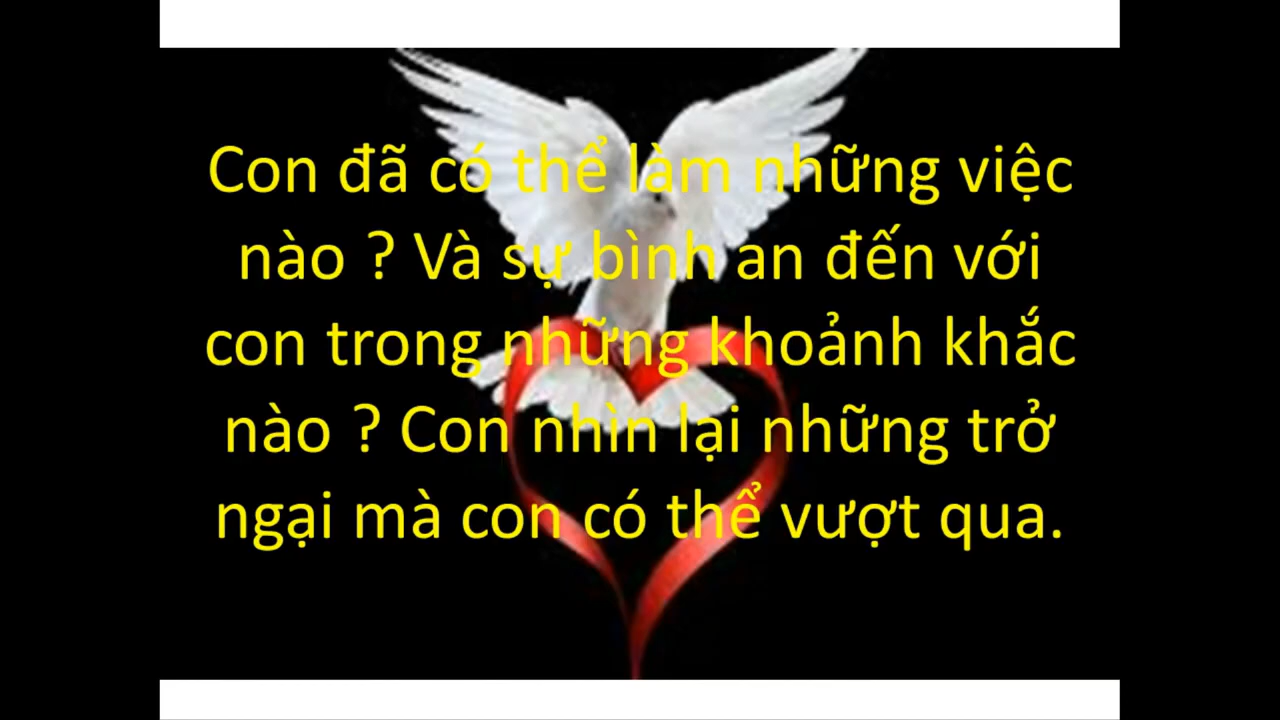 Con đã có thể làm những việc
nào ? Và sự bình an đến với
con trong những khoảnh khắc
nào ? Con nhìn lại những trở
ngại mà con có thể vượt qua.